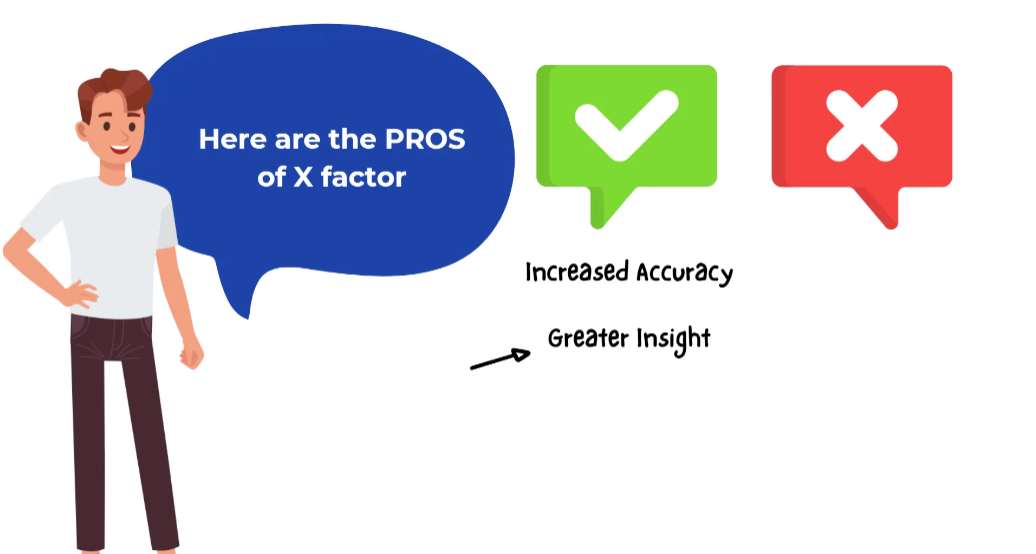 Here are the PROS
of X factor
Increased Accuracy
Greater Insight